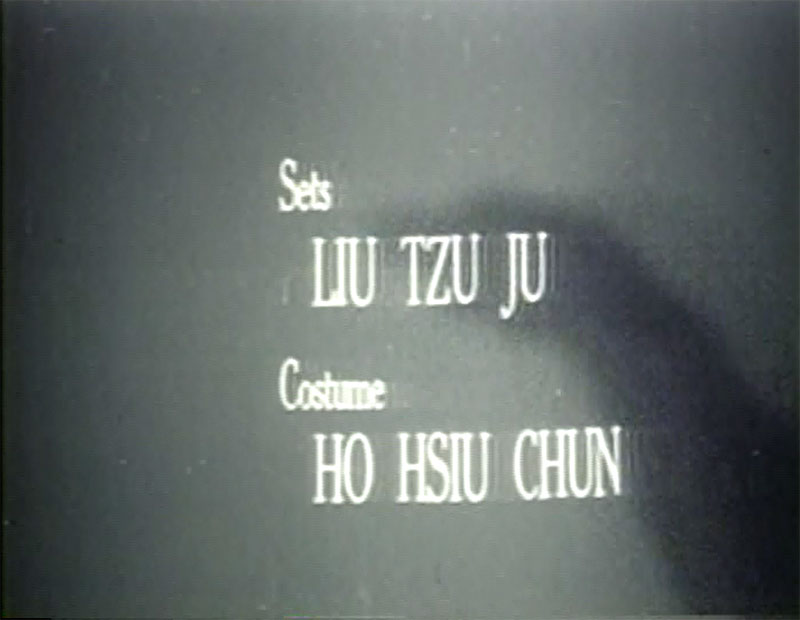 Sets
LIU TZU JU
Costume
HO HSIU CHUN